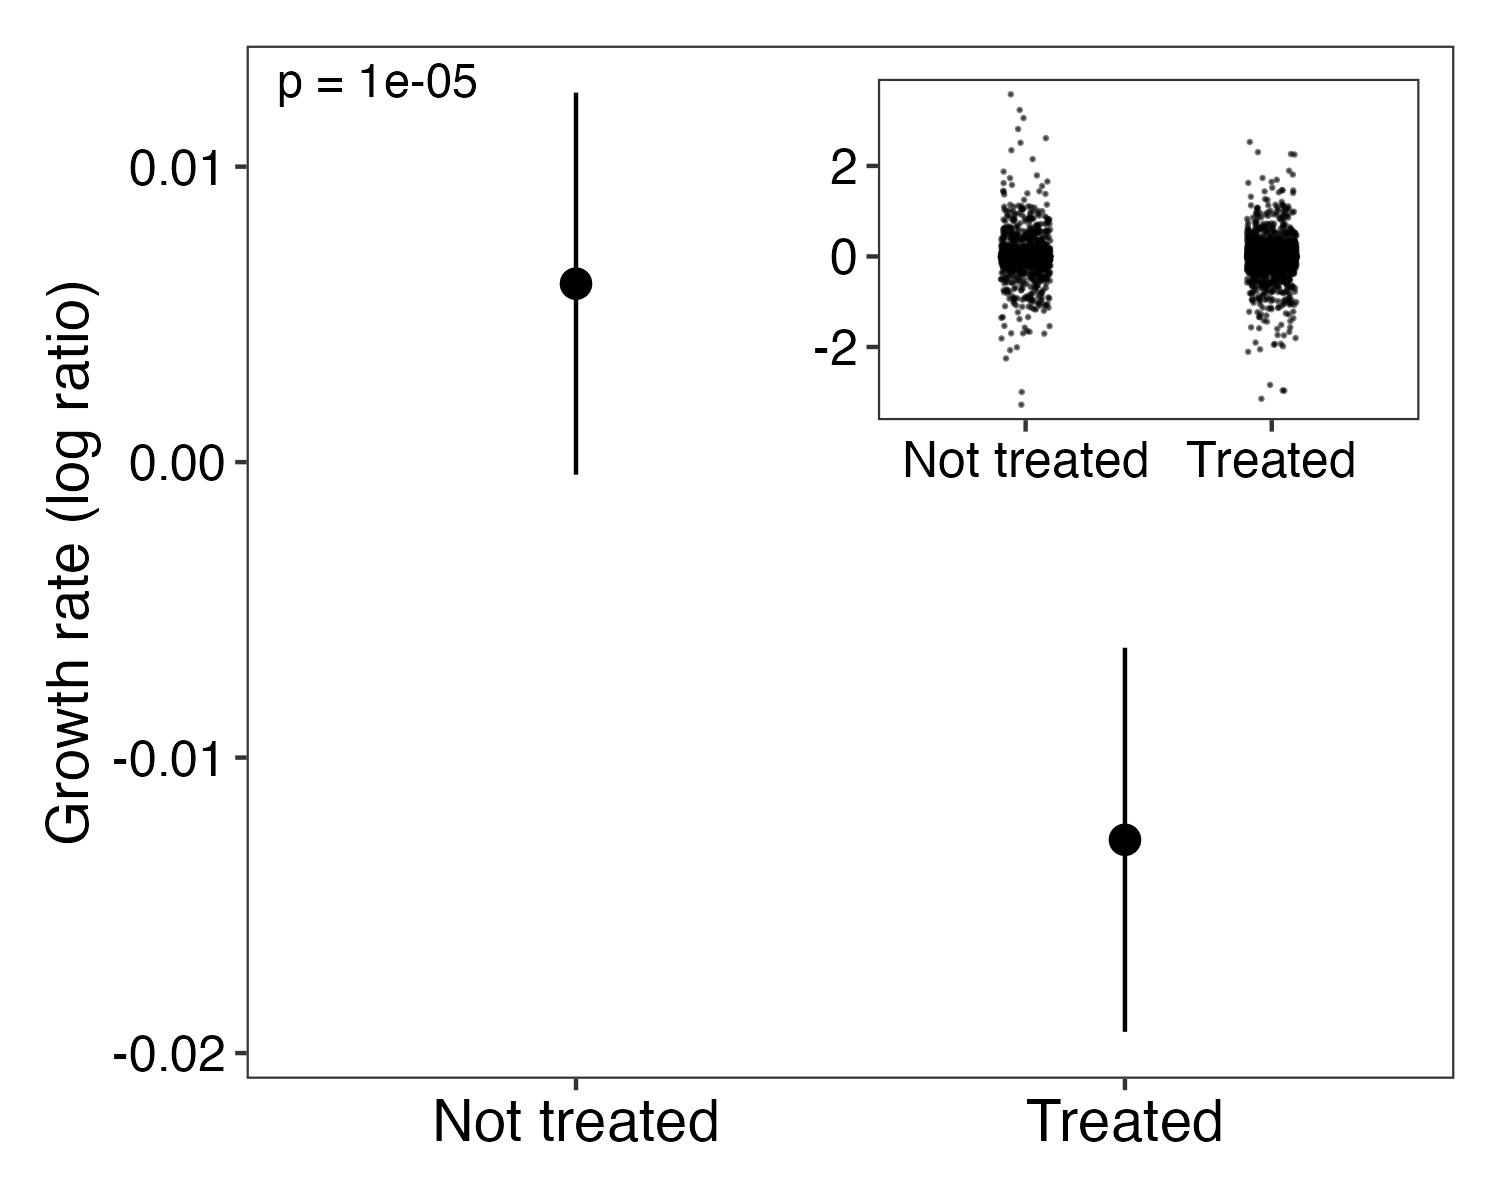 p = 1e-05
Growth rate (log ratio)
0.01
0.00
-0.01
-0.02
Not treated
Treated
2
0
-2
Not treated
Treated